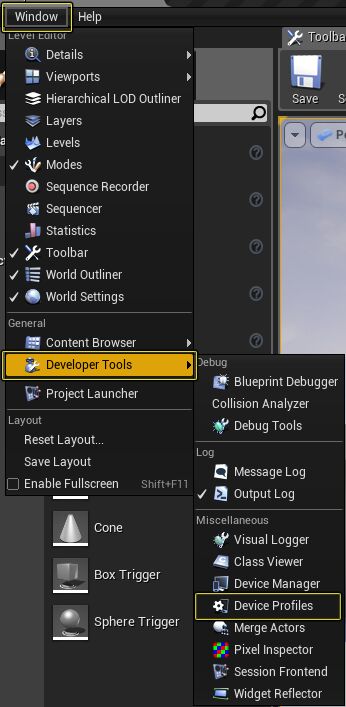 Window
Help
Level Editor
Details
Viewports
Hierarchical LOD Outliner
Layers
Levels
Modes
Sequence Recorder
Sequencer
Statistics
Toolbar
World Outliner
World Settings
General
Content Browser
Developer Tools
Project Launcher
Layout
Reset Layout...
Save Layout
Enable Fullscreen Shift+F11
Debug
Blueprint Debugger
Collision Analyzer
Debug Tools
Log
Message Log
Output Log
Miscellaneous
Visual Logger
Class Viewer
Device Manager
Device Profiles
Merge Actors
Pixel Inspector
Session Frontend
Widget Reflector
Cone
Box Trigger
Sphere Trigger
Toolba
Save